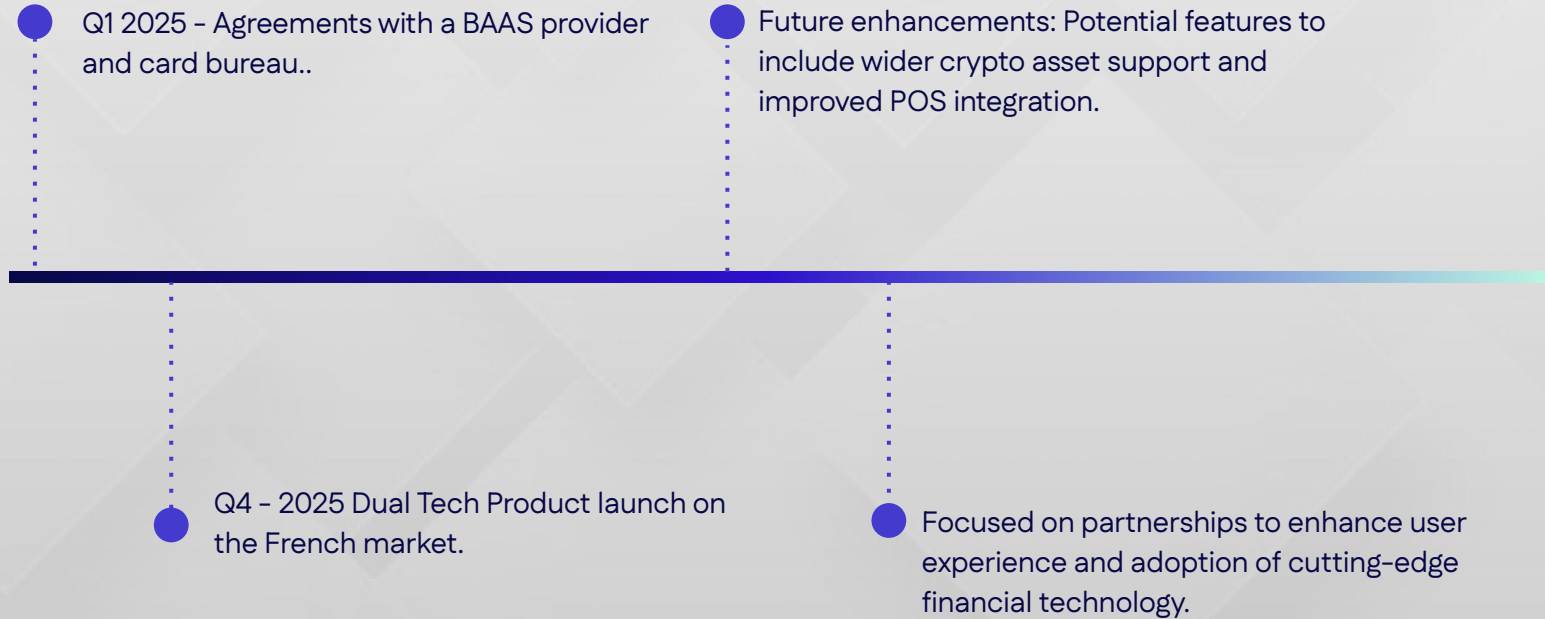 Q1 2025 - Agreements with a BAAS provider
and card bureau..
Future enhancements: Potential features to
include wider crypto asset support and
improved POS integration.
Q4 - 2025 Dual Tech Product launch on
the French market.
Focused on partnerships to enhance user
experience and adoption of cutting-edge
financial technology.